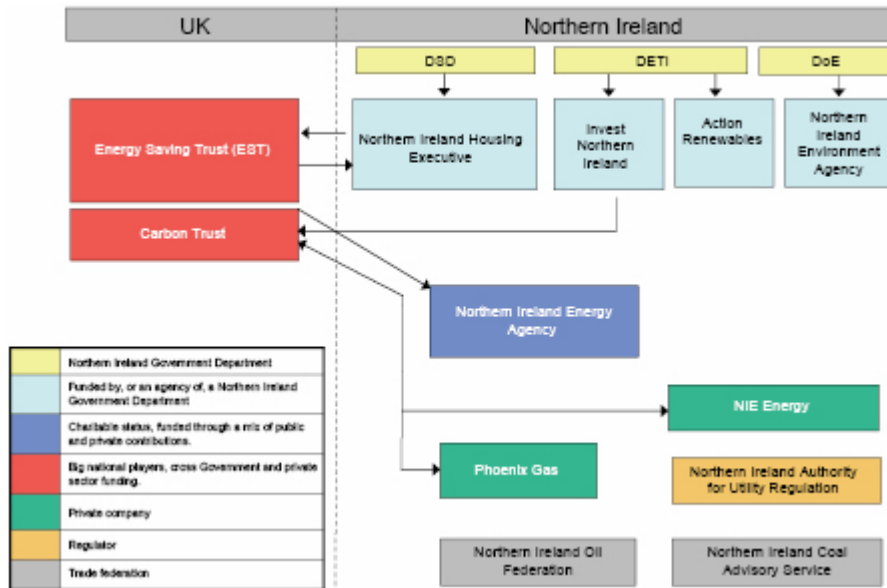 UK
Northern Ireland
DSD
DETI
DoE
Energy Saving Trust (EST)
Northern Ireland Housing
Executive
Invest
Northern
Ireland
Action
Renewables
Northern
Ireland
Environment
Agency
Carbon Trust
Northern Ireland Energy
Agency
Northern Ireland Government Department
Funded by, or an agency of, a Northern Ireland
Government Department
Charitable status, funded through a mix of public
and private contributions.
Big national players, cross Government and private
sector funding.
Private company
Regulator
Trade federation
NIE Energy
Phoenix Gas
Northern Ireland Authority
for Utility Regulation
Northern Ireland Oil
Federation
Northern Ireland Coal
Advisory Service